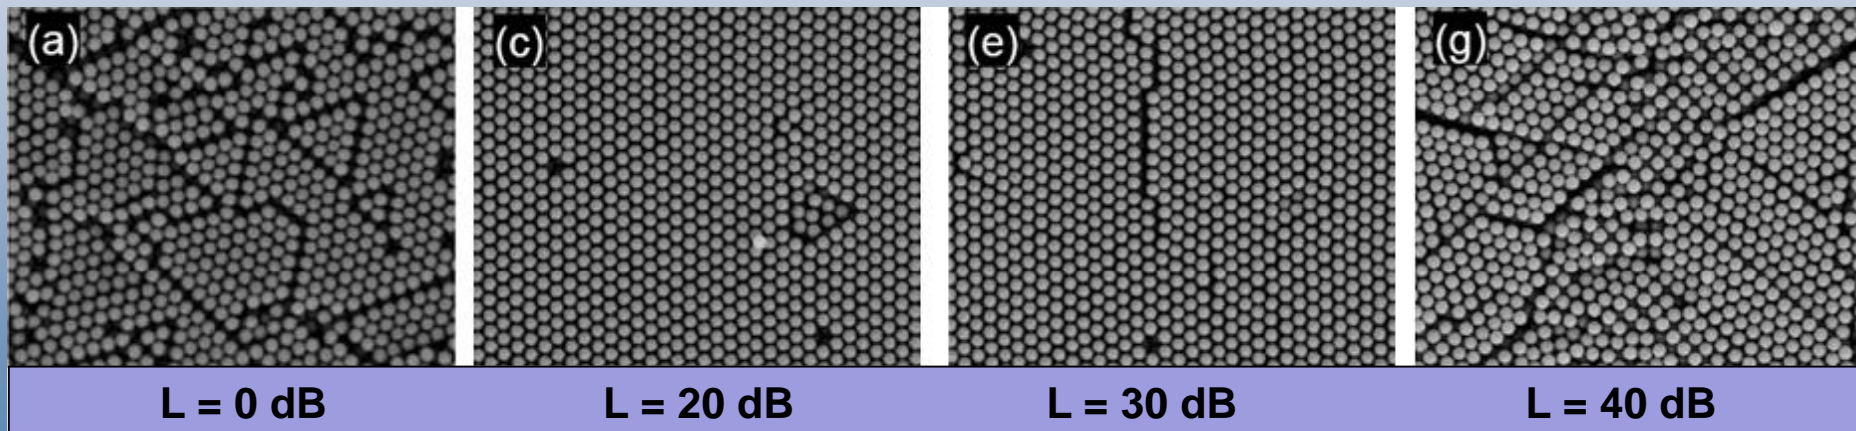 (a) (c) (e) (g)
L = 0 dB L = 20 dB L = 30 dB L = 40 dB